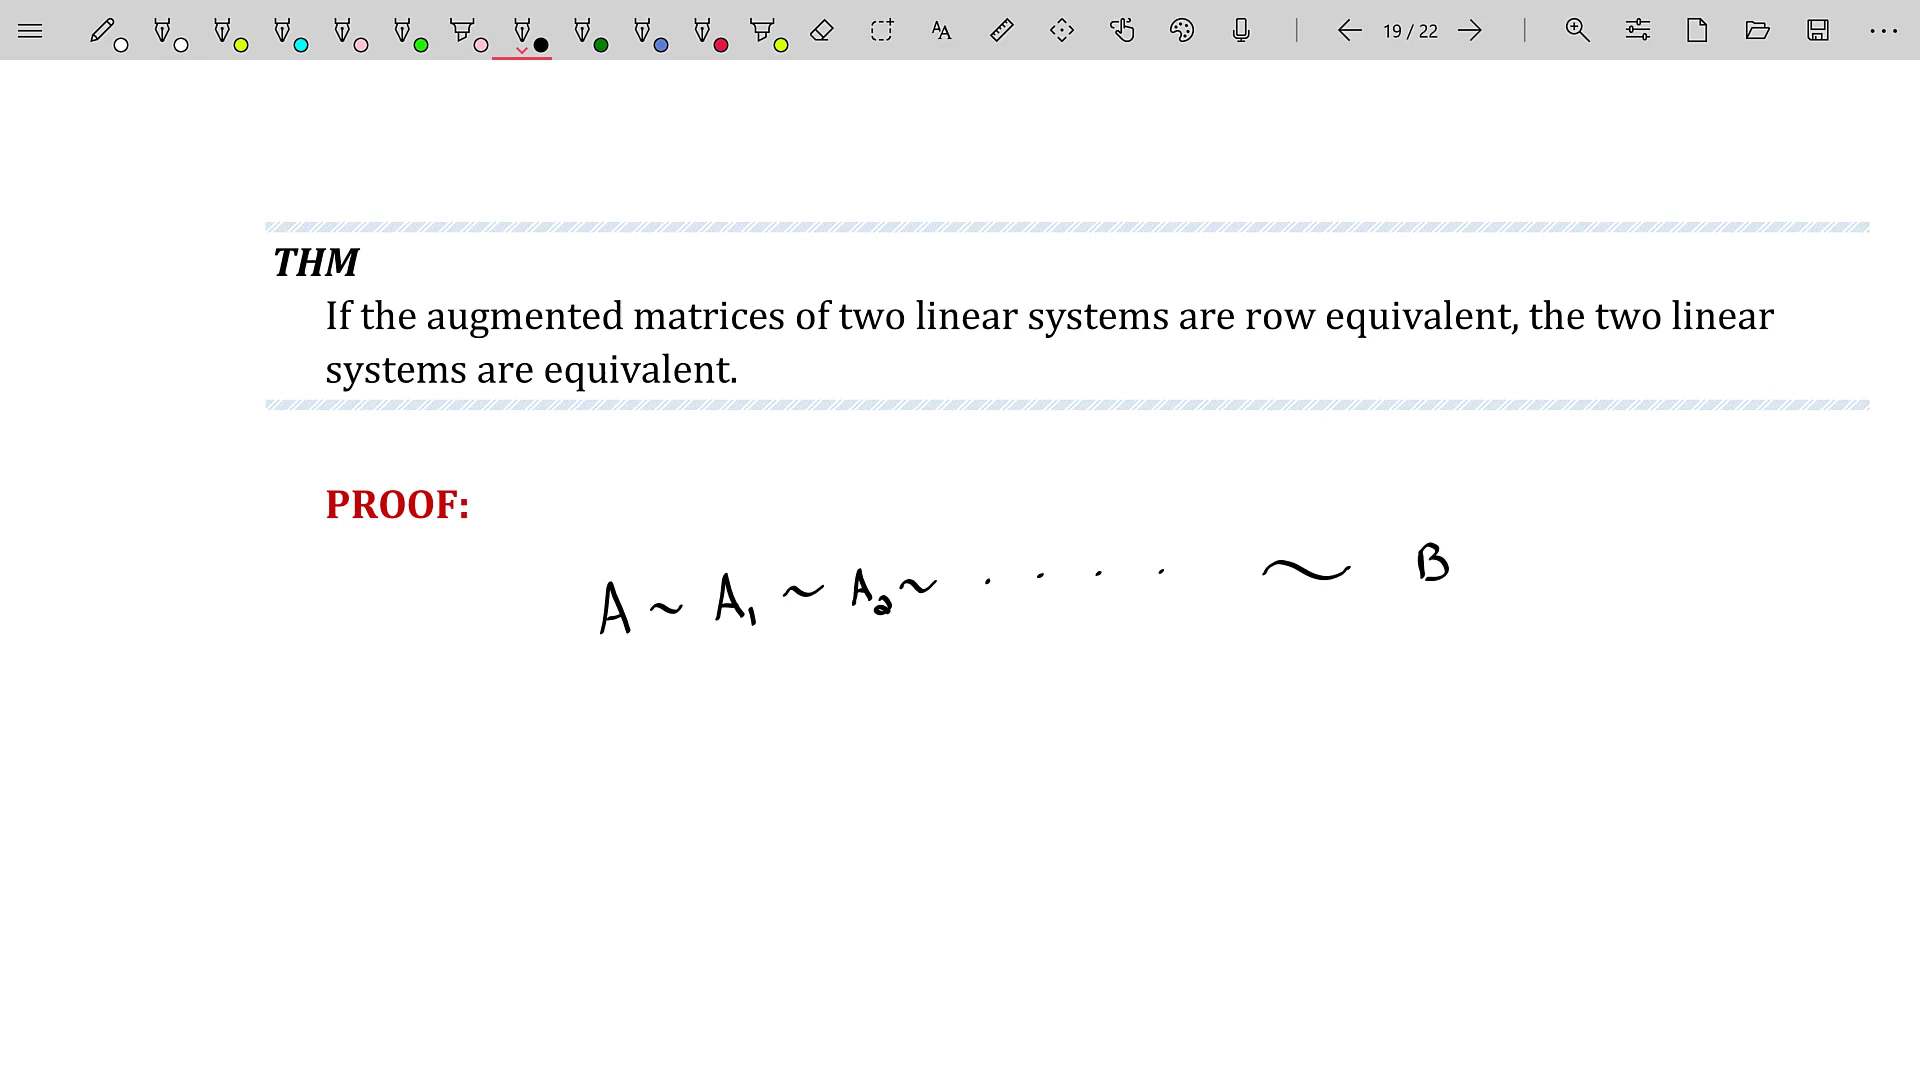 19 / 22
THM
If the augmented matrices of two linear systems are row equivalent, the two linear
systems are equivalent.
PROOF:
A ~ A₁ ~ A₂ ~ . . . . ~ B